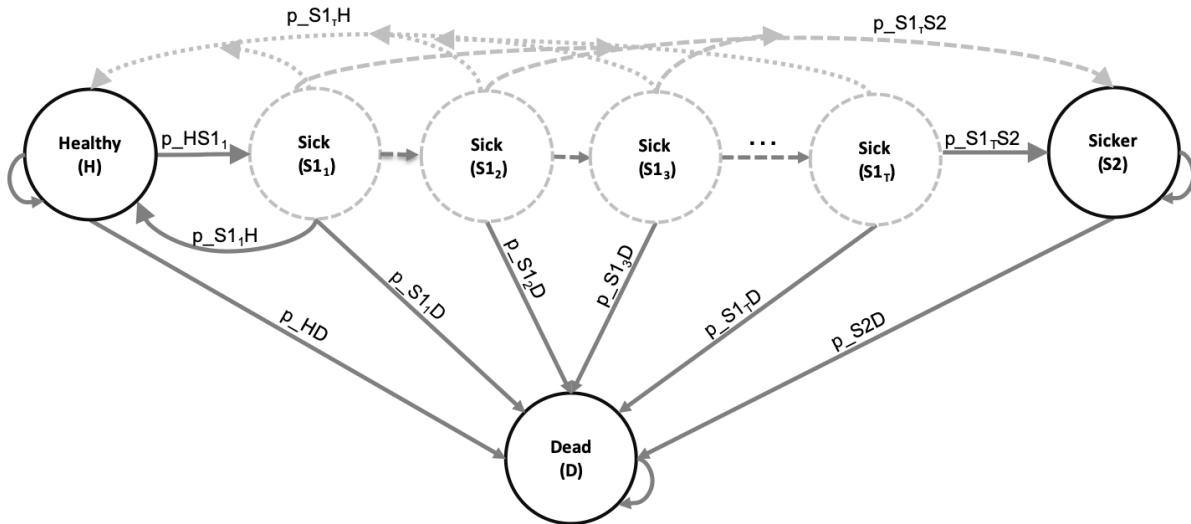 p_S1ₜH
p_S1ₜS2
Healthy
(H)
p_HS1₁
Sick
(S1₁)
Sick
(S1₂)
Sick
(S1₃)
...
Sick
(S1ₜ)
p_S1ₜS2
Sicker
(S2)
p_S1₁H
p_HD
p_S1₁D
p_S1₂D
p_S1₃D
p_S1ₜD
p_S2D
Dead
(D)